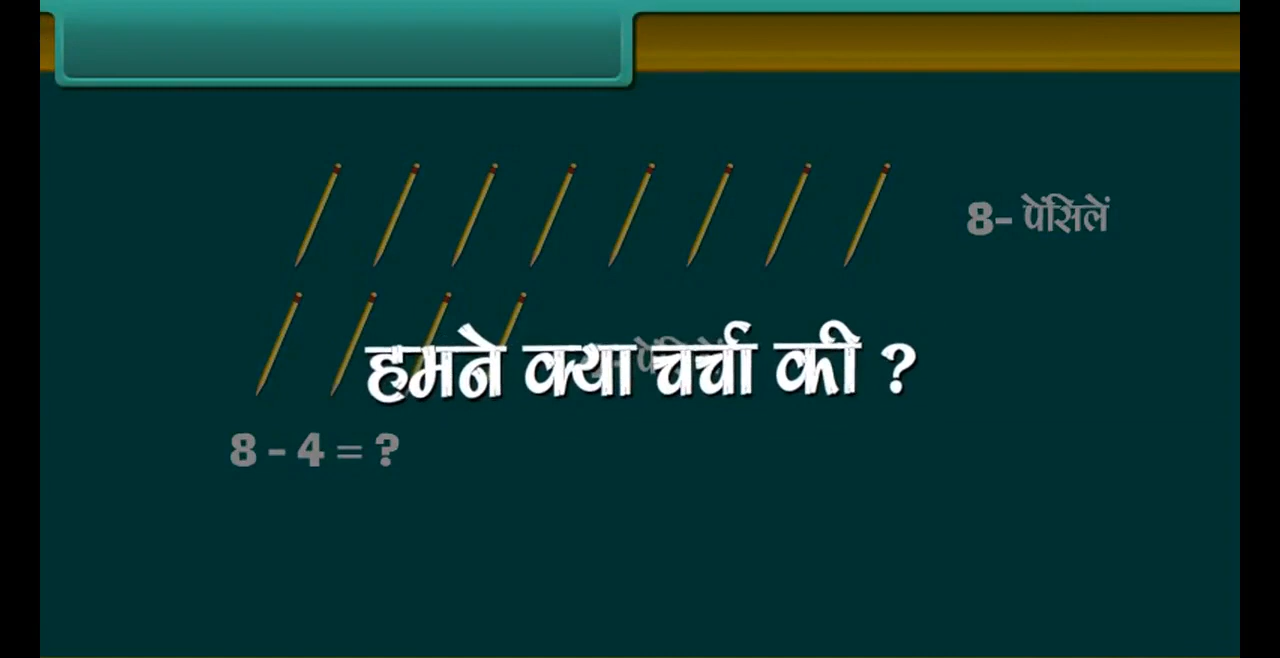 8- पेंसिलें
हमने क्या चर्चा की ?
8 - 4 = ?